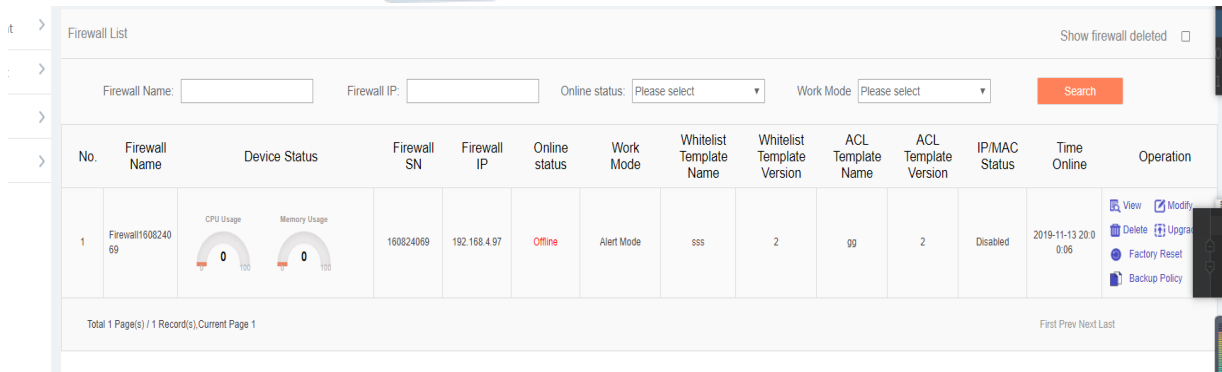 Firewall List
Show firewall deleted
Firewall Name:
Firewall IP:
Online status: Please select
Work Mode Please select
Search
No.
Firewall
Name
Device Status
Firewall
SN
Firewall
IP
Online
status
Work
Mode
Whitelist
Template
Name
Whitelist
Template
Version
ACL
Template
Name
ACL
Template
Version
IP/MAC
Status
Time
Online
Operation
1
Firewall1608240
69
CPU Usage
0
0 100
Memory Usage
0
0 100
160824069
192.168.4.97
Offline
Alert Mode
sss
2
gg
2
Disabled
2019-11-13 20:0
0:06
View Modify
Delete Upgrad
Factory Reset
Backup Policy
Total 1 Page(s) / 1 Record(s),Current Page 1
First Prev Next Last